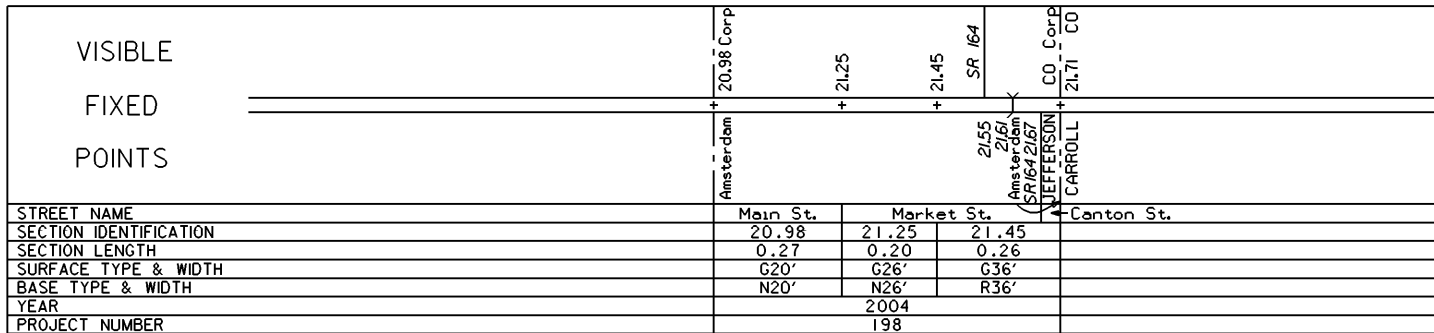 VISIBLE
FIXED
POINTS
20.98 Corp
21.25
21.45
SR 164
CO Corp
21.71 CO
Amsterdam
21.55
21.61
Amsterdam
SR164 21.67
JEFFERSON
CARROLL
STREET NAME Main St. Market St. Canton St.
SECTION IDENTIFICATION 20.98 21.25 21.45
SECTION LENGTH 0.27 0.20 0.26
SURFACE TYPE & WIDTH G20' G26' G36'
BASE TYPE & WIDTH N20' N26' R36'
YEAR 2004
PROJECT NUMBER 198